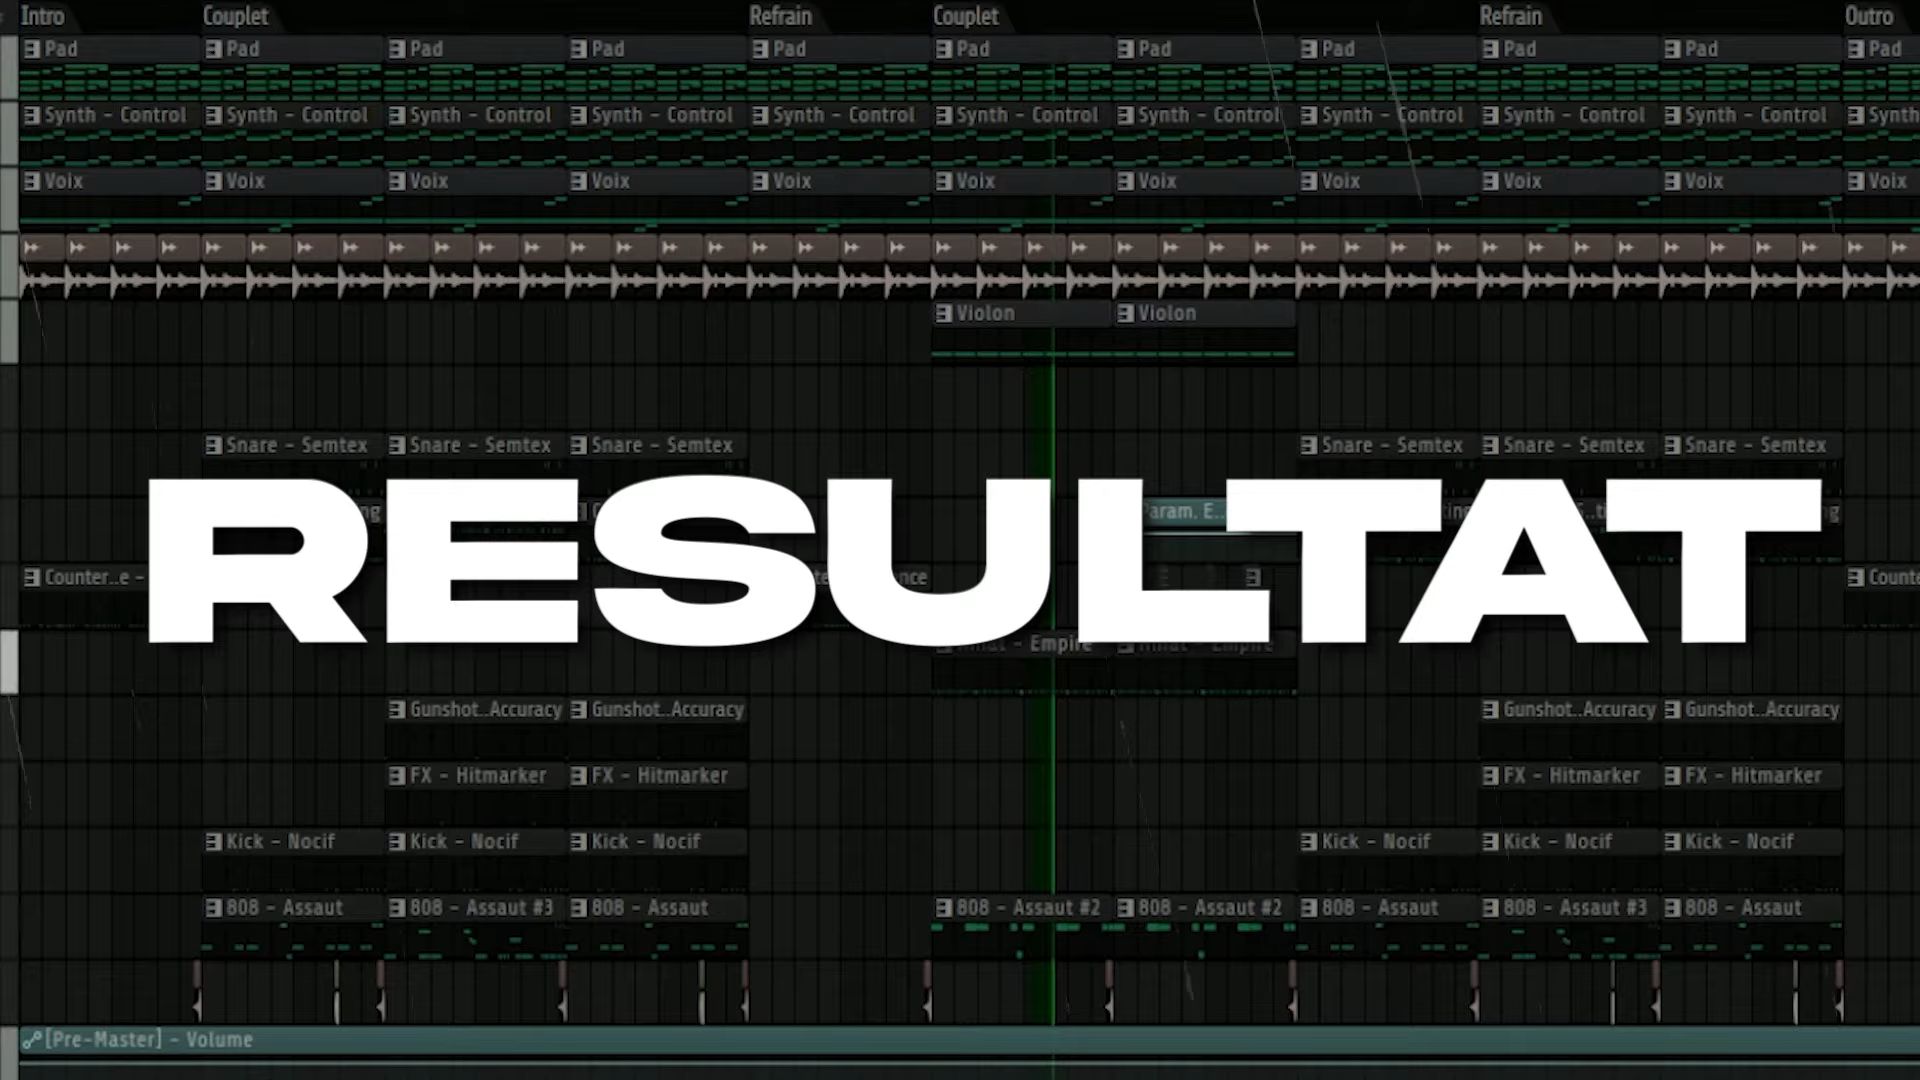 Intro Couplet Refrain Couplet Refrain Outro
Pad Pad Pad Pad Pad Pad Pad Pad Pad Pad Pad
Synth - Control Synth - Control Synth - Control Synth - Control Synth - Control Synth - Control Synth - Control Synth - Control Synth - Control Synth - Control Synth
Voix Voix Voix Voix Voix Voix Voix Voix Voix Voix Voix
Violon Violon
Snare - Semtex Snare - Semtex Snare - Semtex Snare - Semtex Snare - Semtex Snare - Semtex
Param. E..
RESULTAT
Counter..e -
Empire
Gunshot..Accuracy Gunshot..Accuracy Gunshot..Accuracy Gunshot..Accuracy
FX - Hitmarker FX - Hitmarker FX - Hitmarker FX - Hitmarker
Kick - Nocif Kick - Nocif Kick - Nocif Kick - Nocif Kick - Nocif Kick - Nocif
808 - Assaut 808 - Assaut #3 808 - Assaut 808 - Assaut #2 808 - Assaut #2 808 - Assaut 808 - Assaut #3 808 - Assaut
[Pre-Master] - Volume